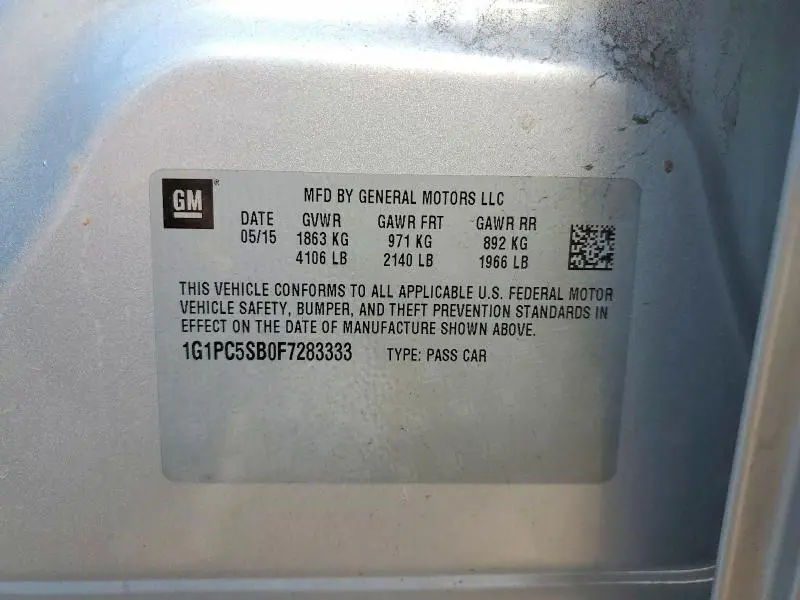 GM®
MFD BY GENERAL MOTORS LLC
DATE GVWR GAWR FRT GAWR RR
05/15 1863 KG 971 KG 892 KG
4106 LB 2140 LB 1966 LB
THIS VEHICLE CONFORMS TO ALL APPLICABLE U.S. FEDERAL MOTOR
VEHICLE SAFETY, BUMPER, AND THEFT PREVENTION STANDARDS IN
EFFECT ON THE DATE OF MANUFACTURE SHOWN ABOVE.
1G1PC5SB0F7283333 TYPE: PASS CAR